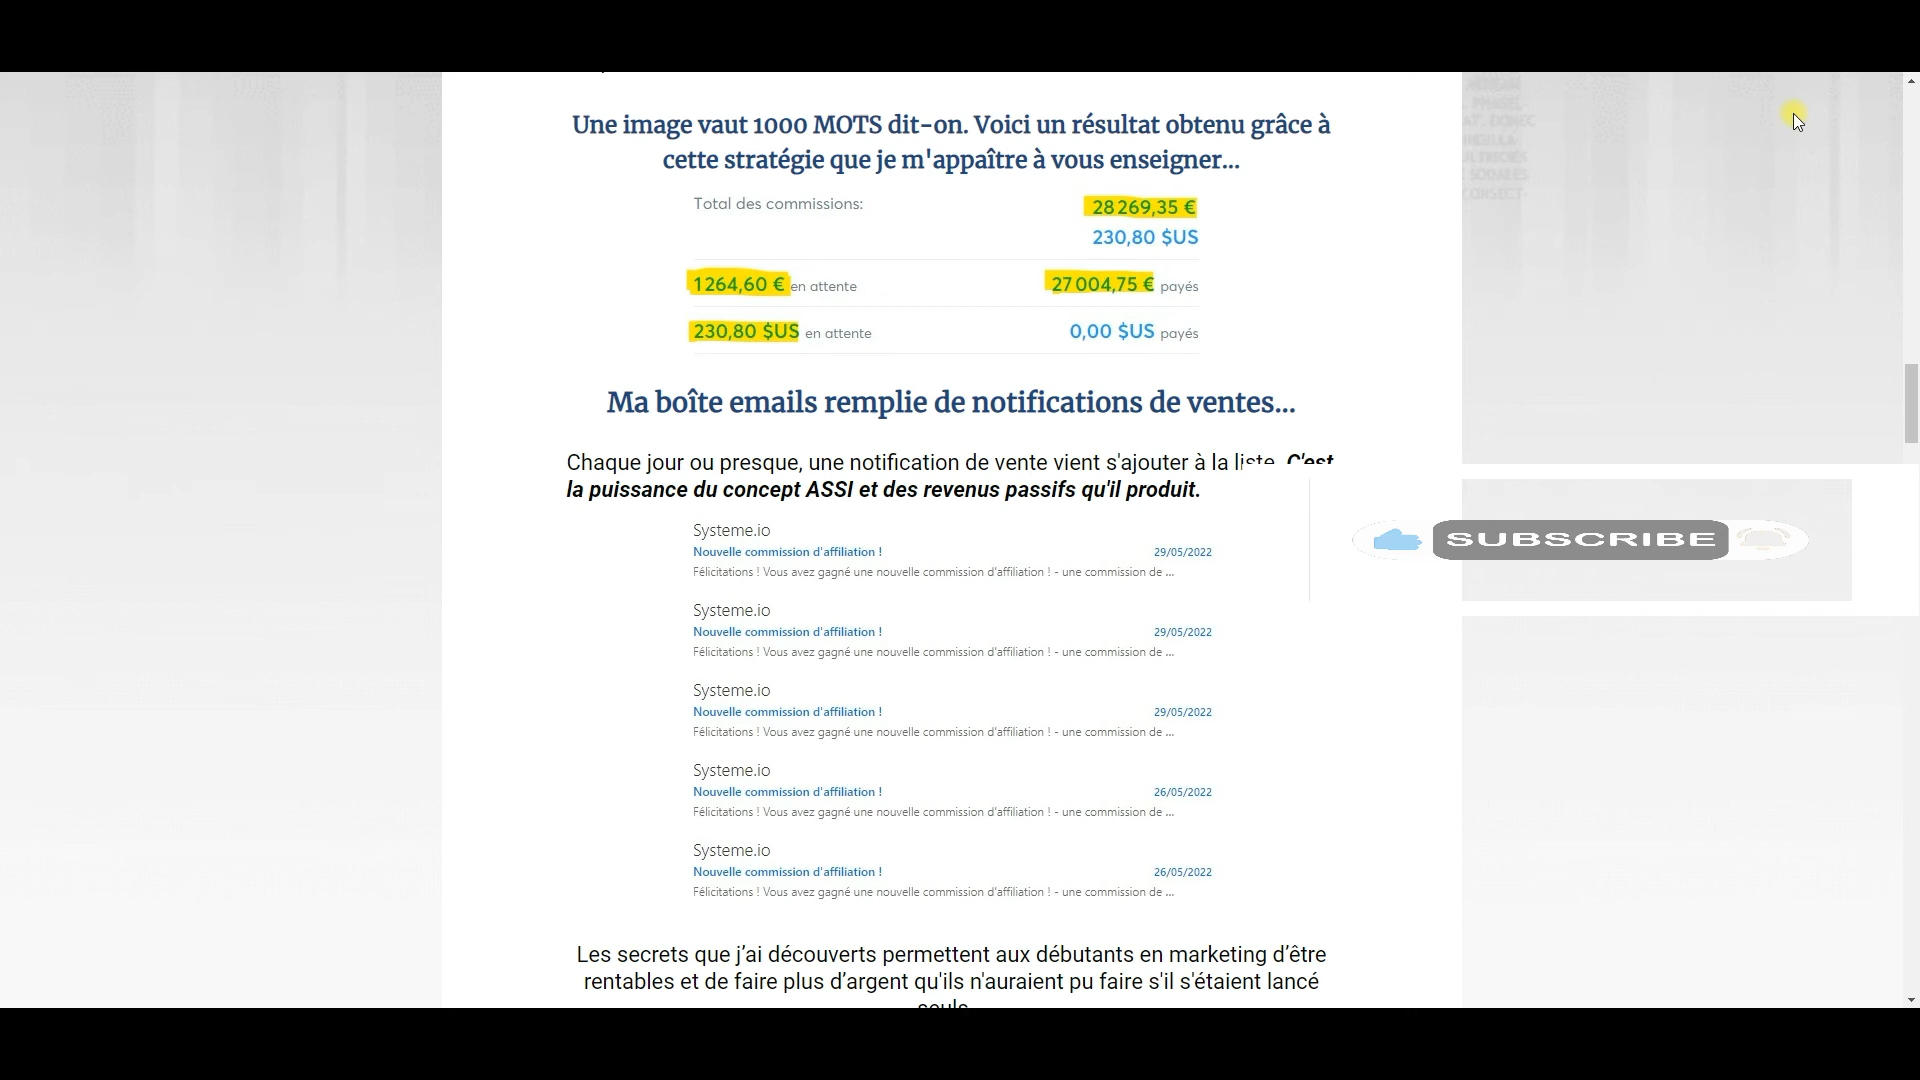 Une image vaut 1000 MOTS dit-on. Voici un résultat obtenu grâce à
cette stratégie que je m'appaître à vous enseigner...
Total des commissions:
28 269,35 €
230,80 $US
1 264,60 € en attente
27 004,75 € payés
230,80 $US en attente
0,00 $US payés
Ma boîte emails remplie de notifications de ventes...
Chaque jour ou presque, une notification de vente vient s'ajouter à la liste. C'est
la puissance du concept ASSI et des revenus passifs qu'il produit.
SUBSCRIBE
Systeme.io
Nouvelle commission d'affiliation ! 29/05/2022
Félicitations ! Vous avez gagné une nouvelle commission d'affiliation ! - une commission de ...
Systeme.io
Nouvelle commission d'affiliation ! 29/05/2022
Félicitations ! Vous avez gagné une nouvelle commission d'affiliation ! - une commission de ...
Systeme.io
Nouvelle commission d'affiliation ! 29/05/2022
Félicitations ! Vous avez gagné une nouvelle commission d'affiliation ! - une commission de ...
Systeme.io
Nouvelle commission d'affiliation ! 26/05/2022
Félicitations ! Vous avez gagné une nouvelle commission d'affiliation ! - une commission de ...
Systeme.io
Nouvelle commission d'affiliation ! 26/05/2022
Félicitations ! Vous avez gagné une nouvelle commission d'affiliation ! - une commission de ...
Les secrets que j’ai découverts permettent aux débutants en marketing d’être
rentables et de faire plus d’argent qu'ils n'auraient pu faire s'il s'étaient lancé